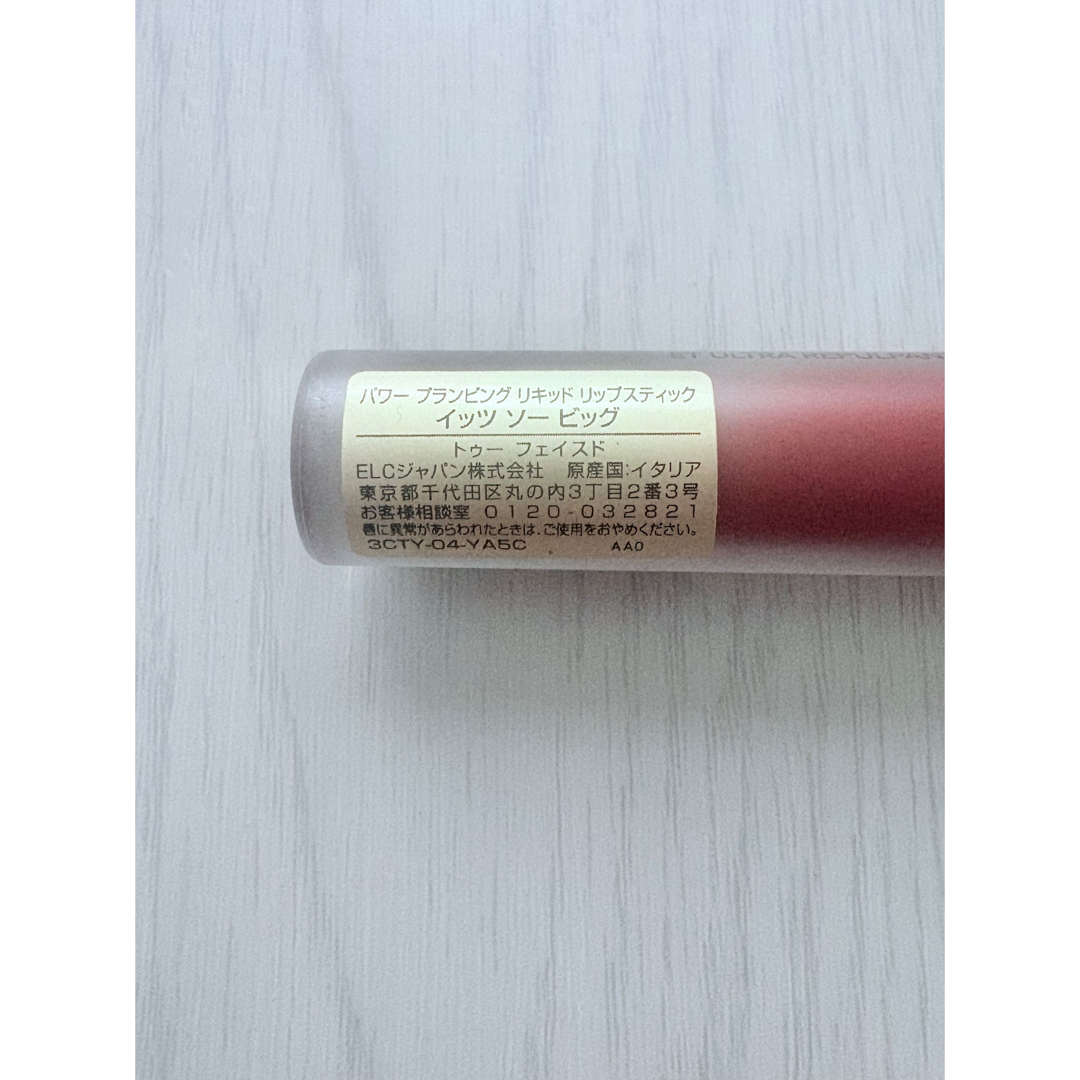 ET ULTRA REPULPANT
パワー プランピング リキッド リップスティック
イッツ ソー ビッグ
トゥー フェイスド
ELCジャパン株式会社 原産国:イタリア
東京都千代田区丸の内3丁目2番3号
お客様相談室 0120-032821
唇に異常があらわれたときは、ご使用をおやめください。
3CTY-04-YA5C AA0